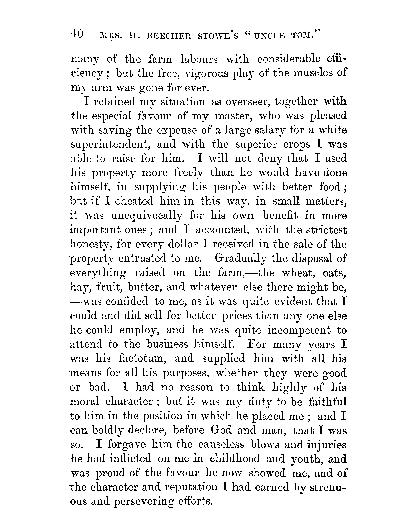 40 MRS. H. BEECHER STOWE'S "UNCLE TOM."
many of the farm labours with considerable effi-
ciency; but the free, vigorous play of the muscles of
my arm was gone for ever.
I retained my situation as overseer, together with
the especial favour of my master, who was pleased
with saving the expense of a large salary for a white
superintendent, and with the superior crops I was
able to raise for him. I will not deny that I used
his property more freely than he would have done
himself, in supplying his people with better food;
but if I cheated him in this way, in small matters,
it was unequivocally for his own benefit in more
important ones; and I accounted, with the strictest
honesty, for every dollar I received in the sale of the
property entrusted to me. Gradually the disposal of
everything raised on the farm,—the wheat, oats,
hay, fruit, butter, and whatever else there might be,
—was confided to me, as it was quite evident that I
could and did sell for better prices than any one else
he could employ, and he was quite incompetent to
attend to the business himself. For many years I
was his factotum, and supplied him with all his
means for all his purposes, whether they were good
or bad. I had no reason to think highly of his
moral character; but it was my duty to be faithful
to him in the position in which he placed me; and I
can boldly declare, before God and man, that I was
so. I forgave him the causeless blows and injuries
he had inflicted on me in childhood and youth, and
was proud of the favour he now showed me, and of
the character and reputation I had earned by strenu-
ous and persevering efforts.